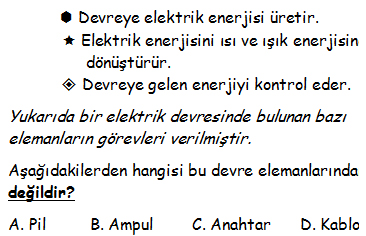 ⬢ Devreye elektrik enerjisi üretir.
★ Elektrik enerjisini ısı ve ışık enerjisin
dönüştürür.
◈ Devreye gelen enerjiyi kontrol eder.
Yukarıda bir elektrik devresinde bulunan bazı
elemanların görevleri verilmiştir.
Aşağıdakilerden hangisi bu devre elemanlarında
değildir?
A. Pil B. Ampul C. Anahtar D. Kablo